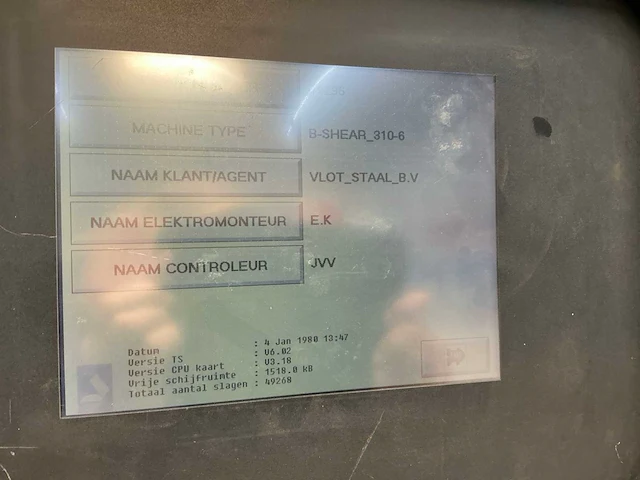 MACHINE TYPE B-SHEAR_310-6
NAAM KLANT/AGENT VLOT_STAAL_B.V
NAAM ELEKTROMONTEUR E.K
NAAM CONTROLEUR JVV
Datum : 4 Jan 1980 13:47
Versie TS : V6.02
Versie CPU kaart : V3.18
Vrije schijfruimte : 1518.0 kB
Totaal aantal slagen : 49268